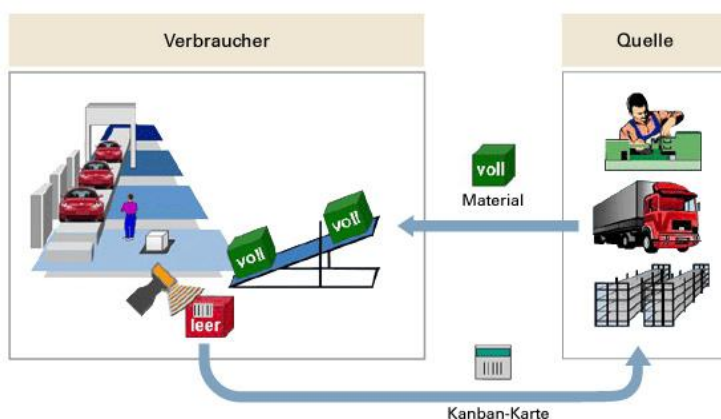 Verbraucher
Quelle
voll
Material
voll
voll
leer
Kanban-Karte